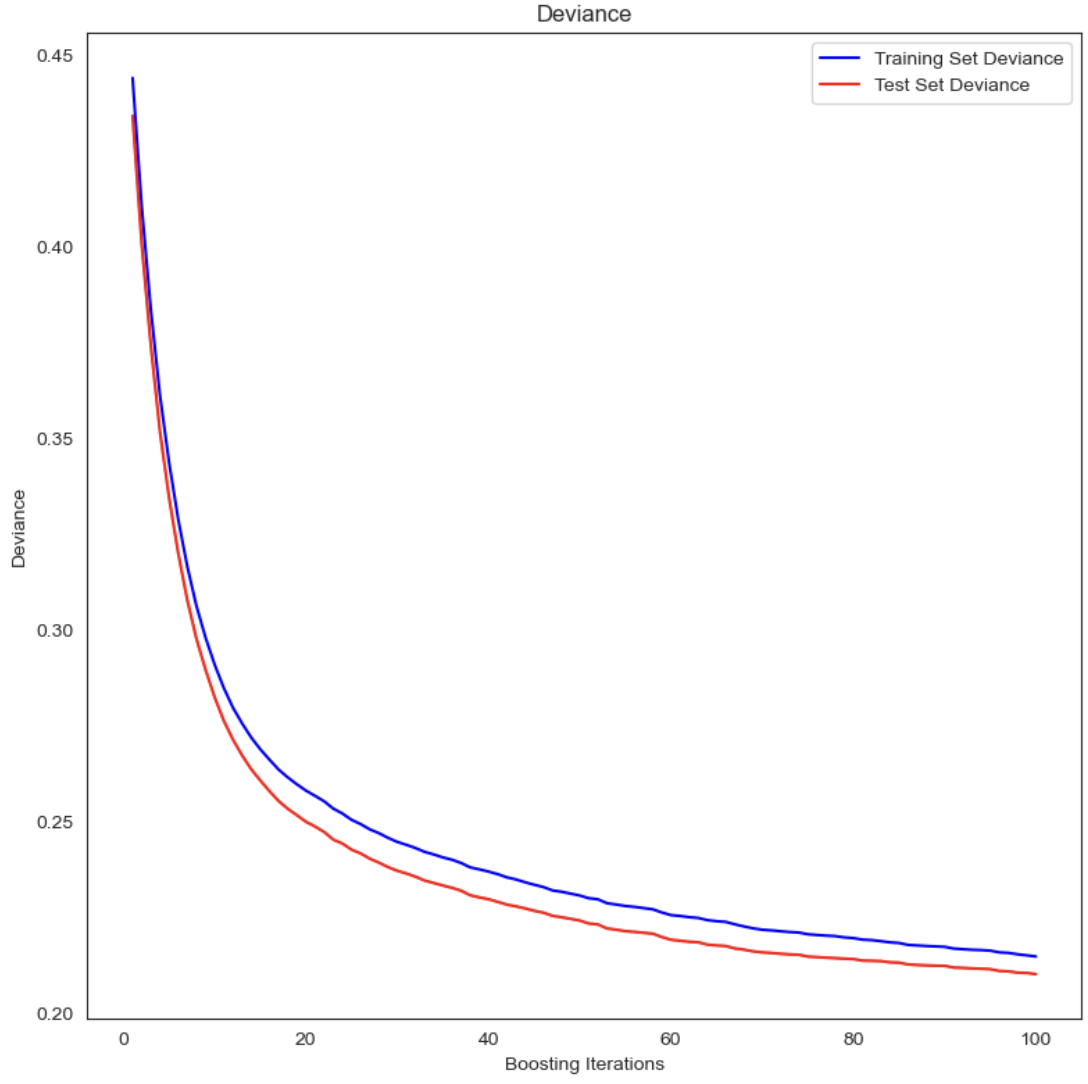 Deviance
Training Set Deviance
Test Set Deviance
0.45
0.40
0.35
0.30
0.25
0.20
Deviance
0 20 40 60 80 100
Boosting Iterations